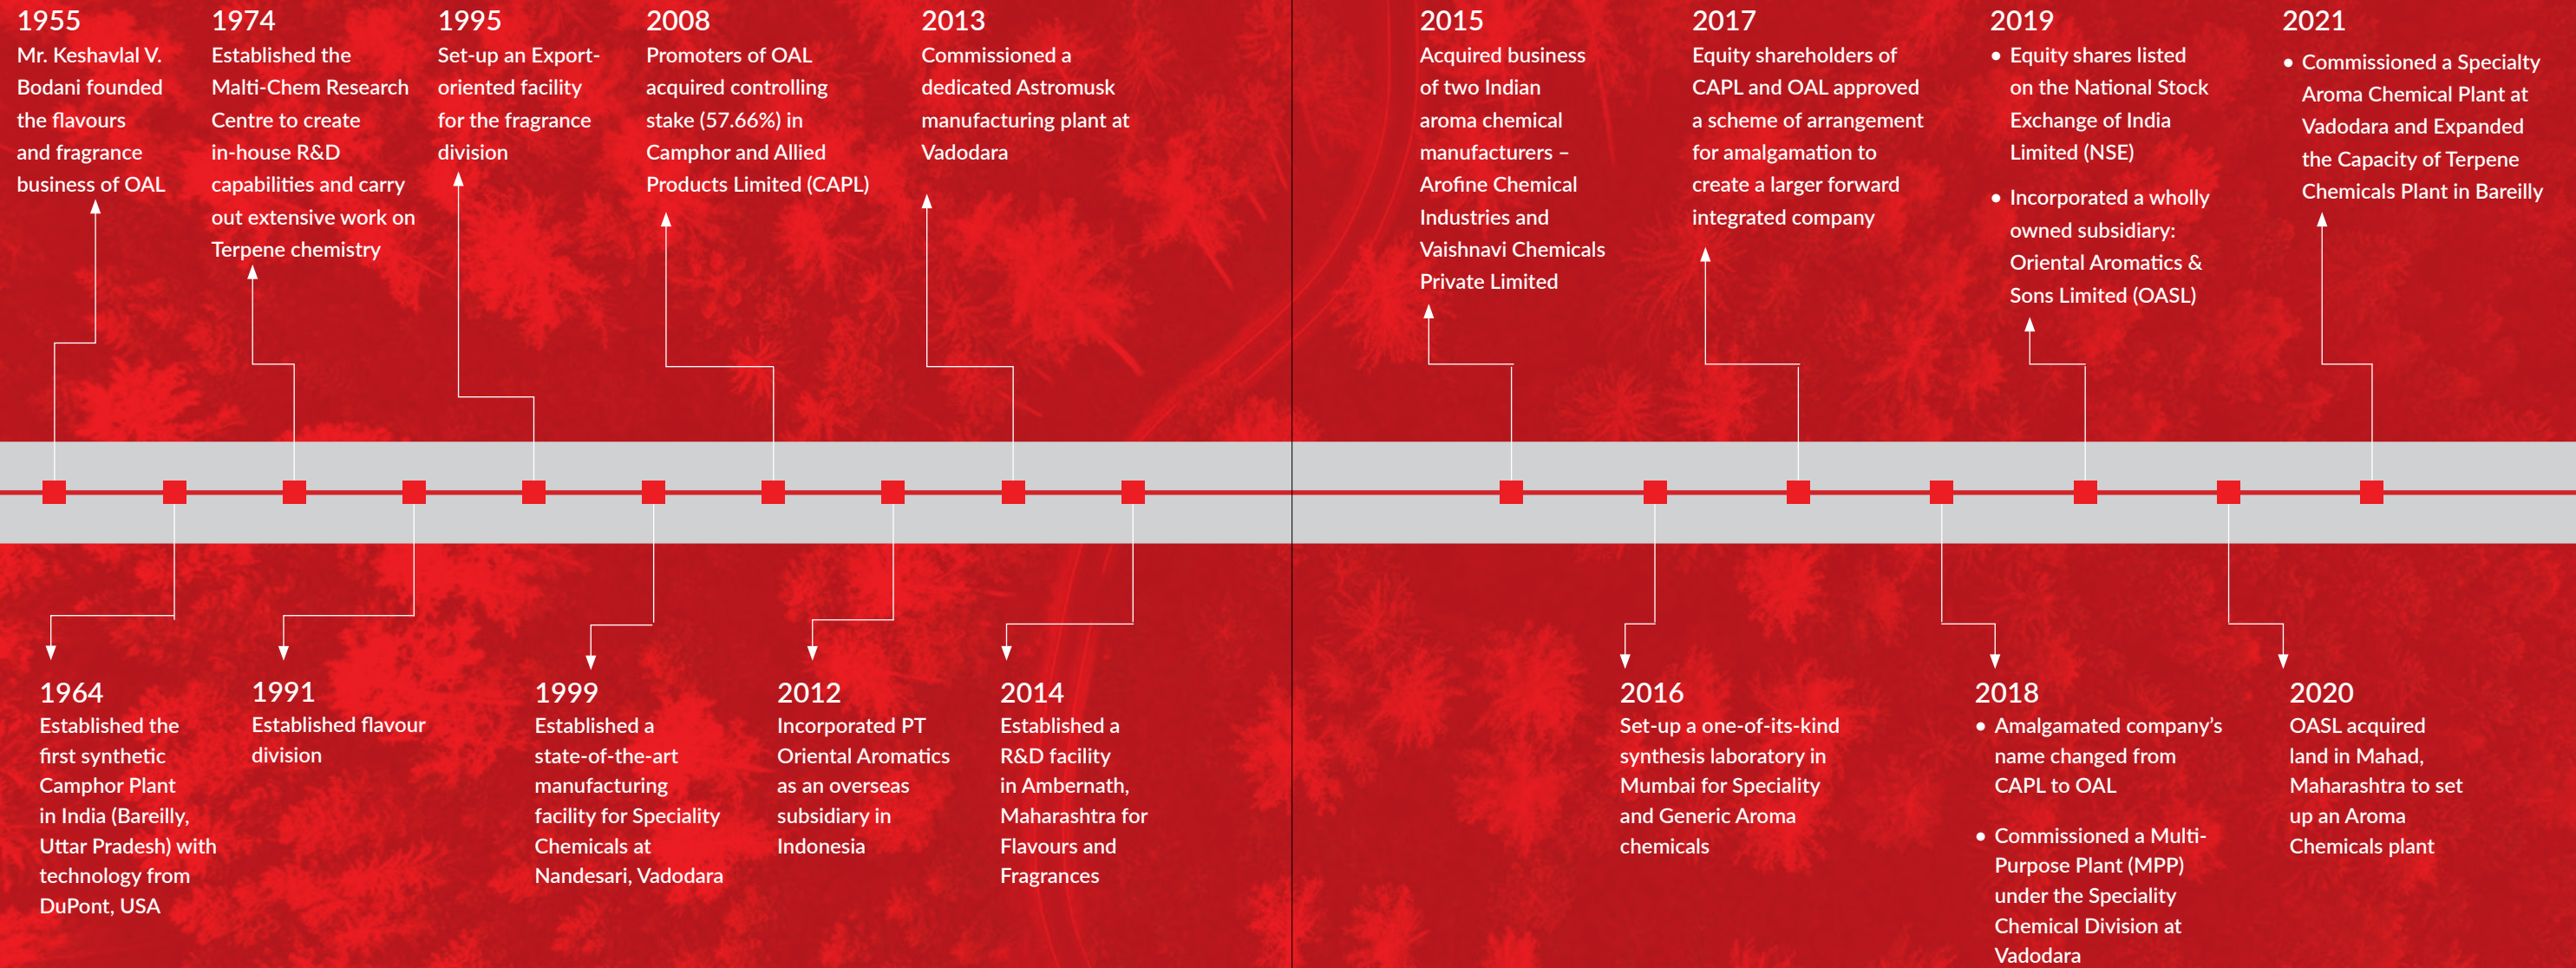 1955
Mr. Keshavlal V.
Bodani founded
the flavours
and fragrance
business of OAL
1974
Established the
Malti-Chem Research
Centre to create
in-house R&D
capabilities and carry
out extensive work on
Terpene chemistry
1995
Set-up an Export-
oriented facility
for the fragrance
division
2008
Promoters of OAL
acquired controlling
stake (57.66%) in
Camphor and Allied
Products Limited (CAPL)
2013
Commissioned a
dedicated Astromusk
manufacturing plant at
Vadodara
2015
Acquired business
of two Indian
aroma chemical
manufacturers –
Arofine Chemical
Industries and
Vaishnavi Chemicals
Private Limited
2017
Equity shareholders of
CAPL and OAL approved
a scheme of arrangement
for amalgamation to
create a larger forward
integrated company
2019
• Equity shares listed
on the National Stock
Exchange of India
Limited (NSE)
• Incorporated a wholly
owned subsidiary:
Oriental Aromatics &
Sons Limited (OASL)
2021
• Commissioned a Specialty
Aroma Chemical Plant at
Vadodara and Expanded
the Capacity of Terpene
Chemicals Plant in Bareilly
1964
Established the
first synthetic
Camphor Plant
in India (Bareilly,
Uttar Pradesh) with
technology from
DuPont, USA
1991
Established flavour
division
1999
Established a
state-of-the-art
manufacturing
facility for Speciality
Chemicals at
Nandesari, Vadodara
2012
Incorporated PT
Oriental Aromatics
as an overseas
subsidiary in
Indonesia
2014
Established a
R&D facility
in Ambernath,
Maharashtra for
Flavours and
Fragrances
2016
Set-up a one-of-its-kind
synthesis laboratory in
Mumbai for Speciality
and Generic Aroma
chemicals
2018
• Amalgamated company’s
name changed from
CAPL to OAL
• Commissioned a Multi-
Purpose Plant (MPP)
under the Speciality
Chemical Division at
Vadodara
2020
OASL acquired
land in Mahad,
Maharashtra to set
up an Aroma
Chemicals plant